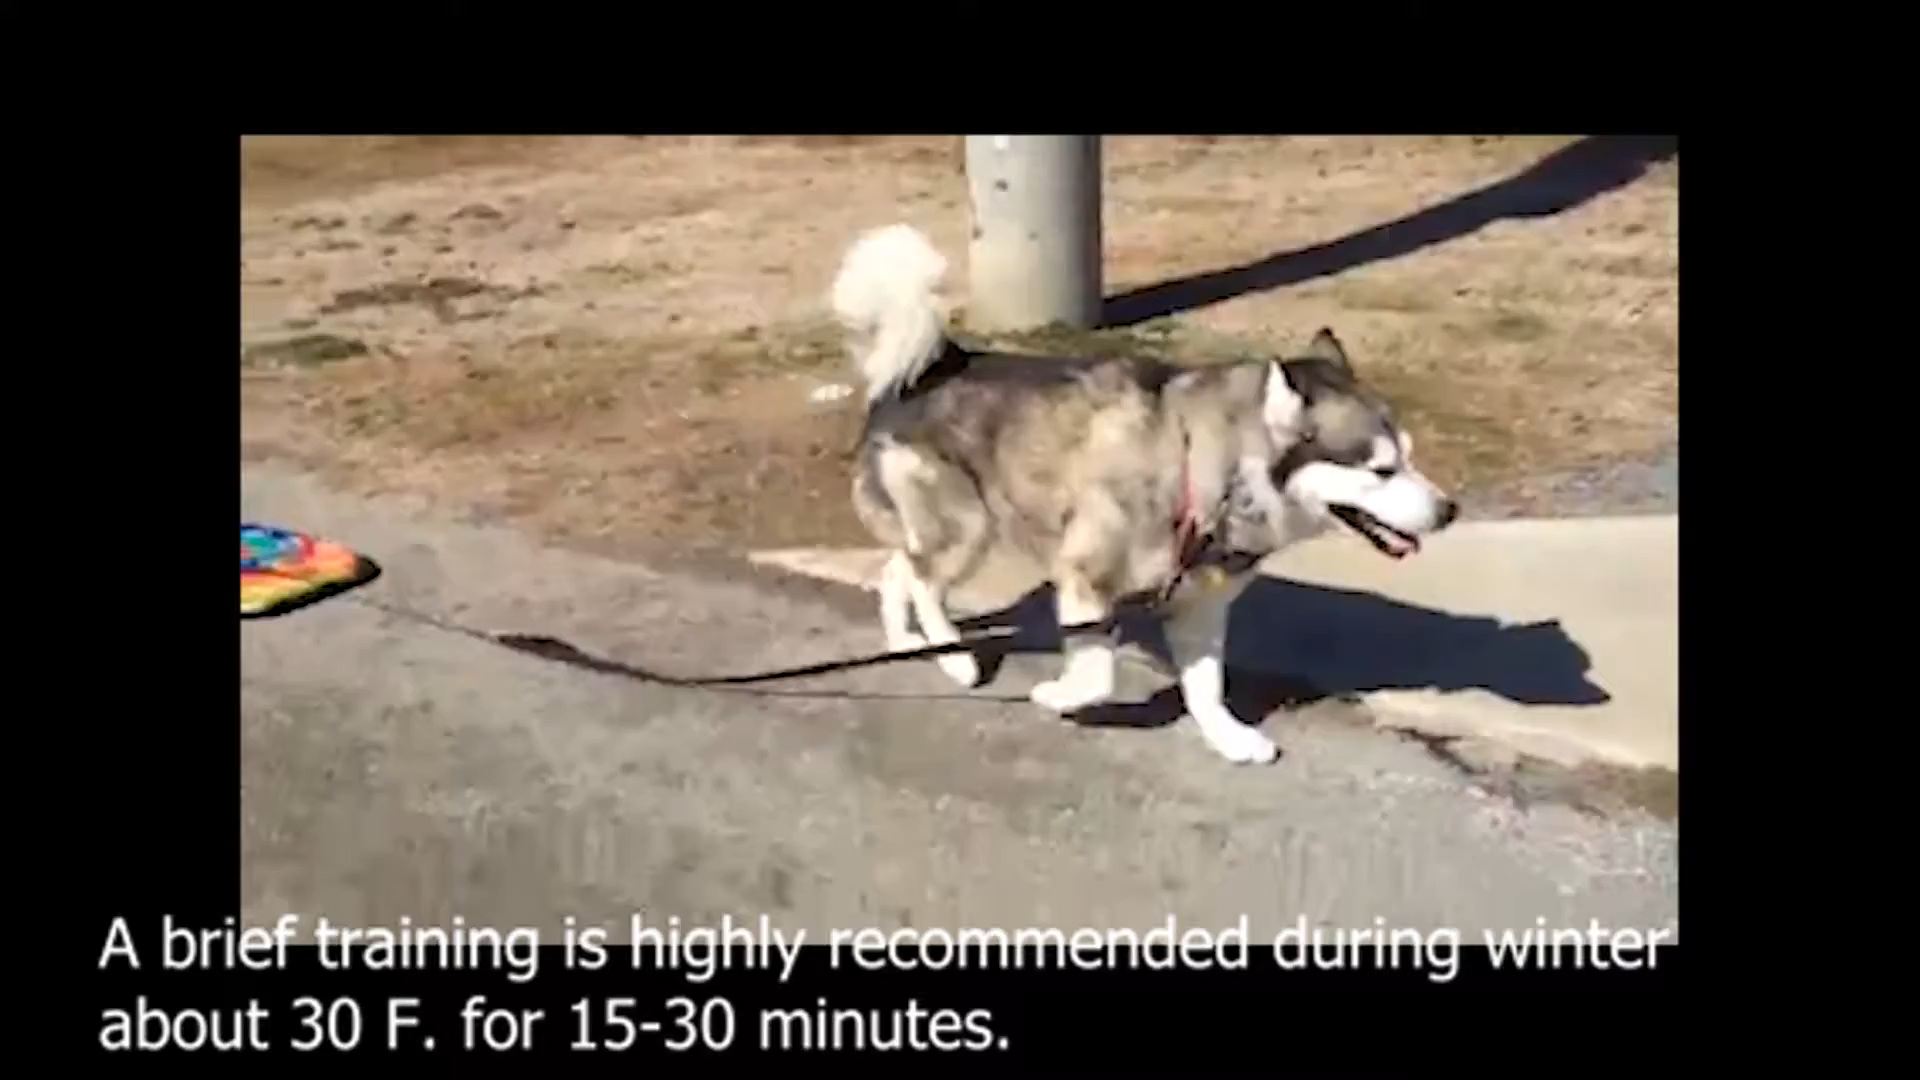 A brief training is highly recommended during winter
about 30 F. for 15-30 minutes.